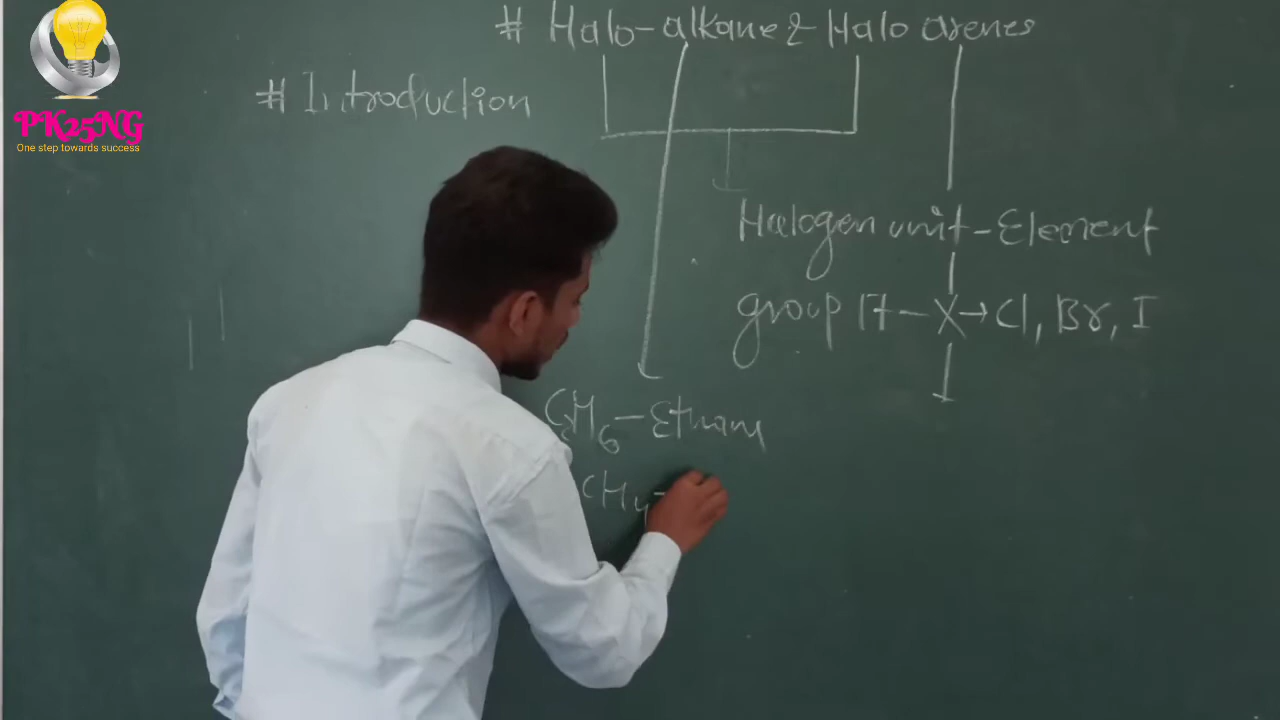 # Halo-alkane & Halo arenes
# Introduction
PK25NG
One step towards success
Halogen unit-Element
group 17-X→Cl, Br, I
C2H6-Ethane
CH4-